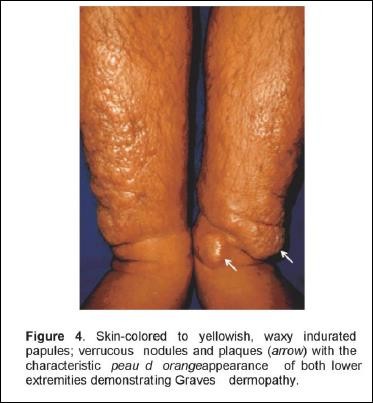 Figure 4. Skin-colored to yellowish, waxy indurated
papules; verrucous nodules and plaques (arrow) with the
characteristic peau d orangeappearance of both lower
extremities demonstrating Graves dermopathy.